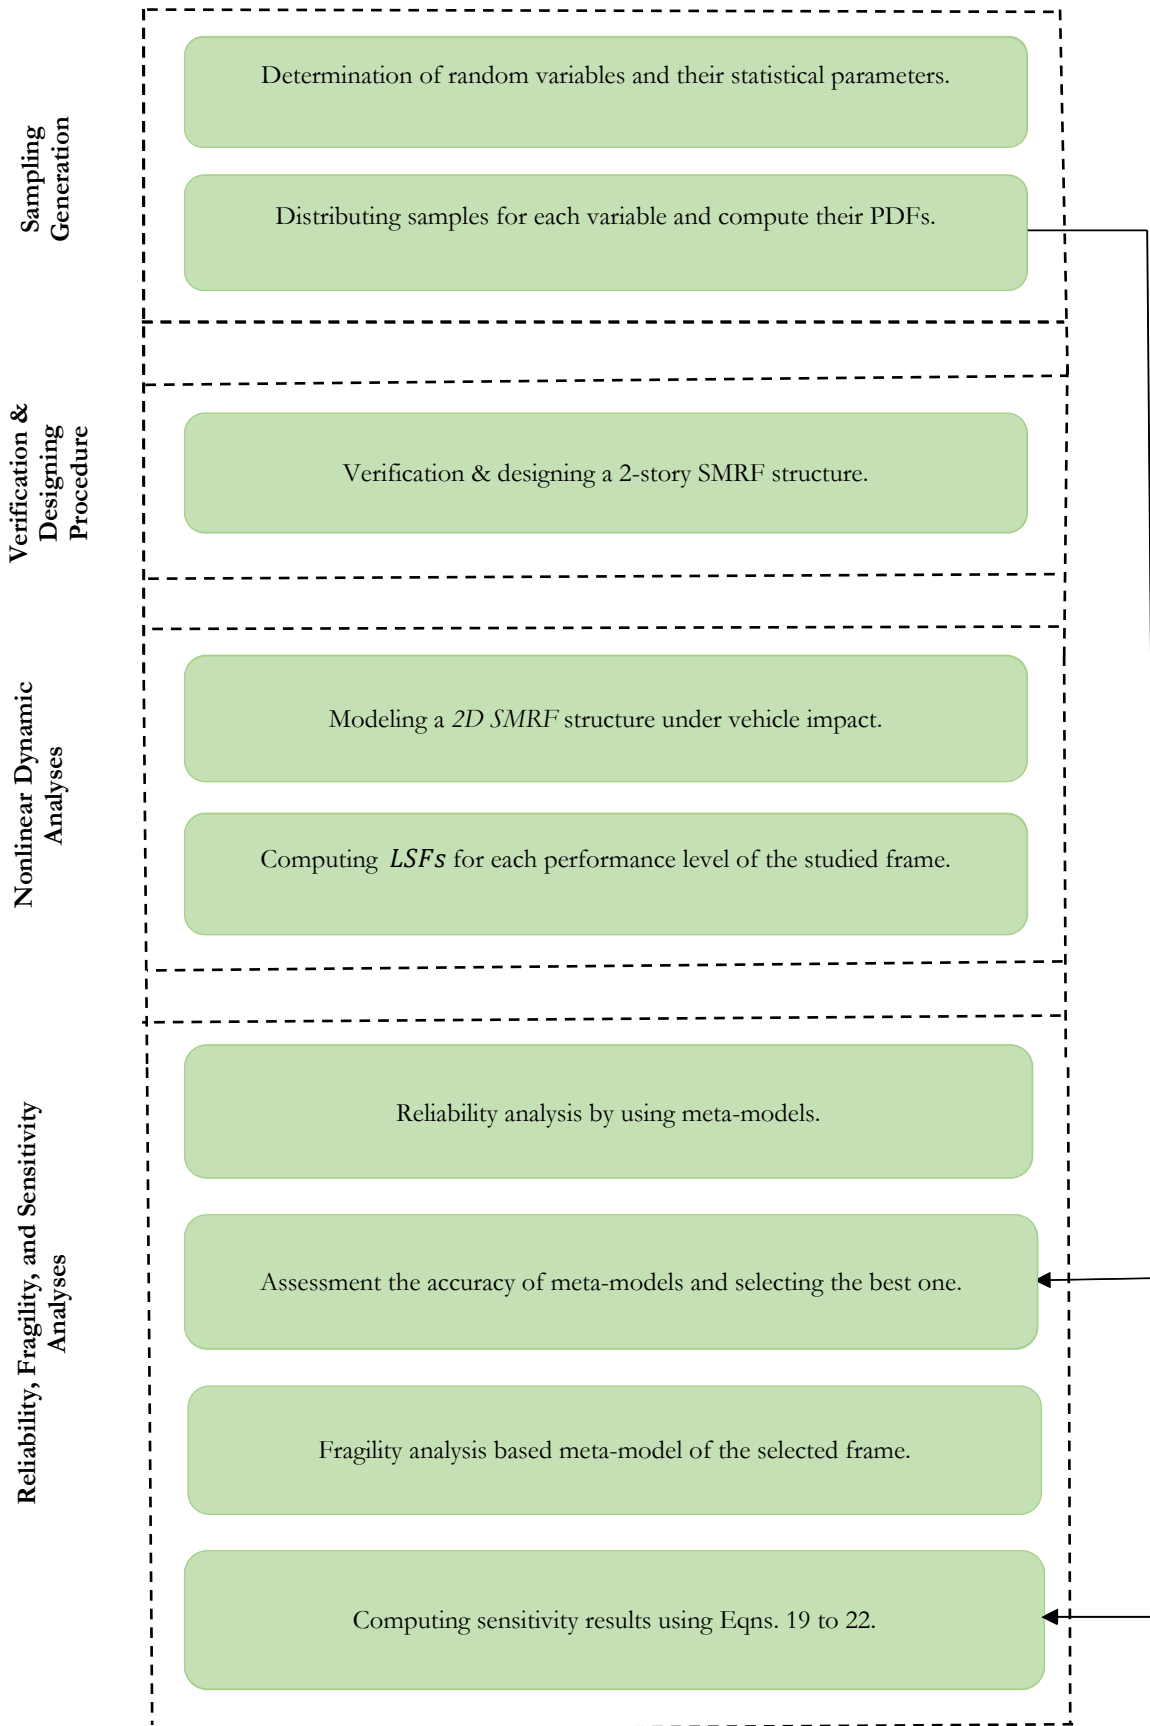 Sampling
Generation
Determination of random variables and their statistical parameters.
Distributing samples for each variable and compute their PDFs.
Verification &
Designing
Procedure
Verification & designing a 2-story SMRF structure.
Nonlinear Dynamic
Analyses
Modeling a 2D SMRF structure under vehicle impact.
Computing LSFs for each performance level of the studied frame.
Reliability, Fragility, and Sensitivity
Analyses
Reliability analysis by using meta-models.
Assessment the accuracy of meta-models and selecting the best one.
Fragility analysis based meta-model of the selected frame.
Computing sensitivity results using Eqns. 19 to 22.